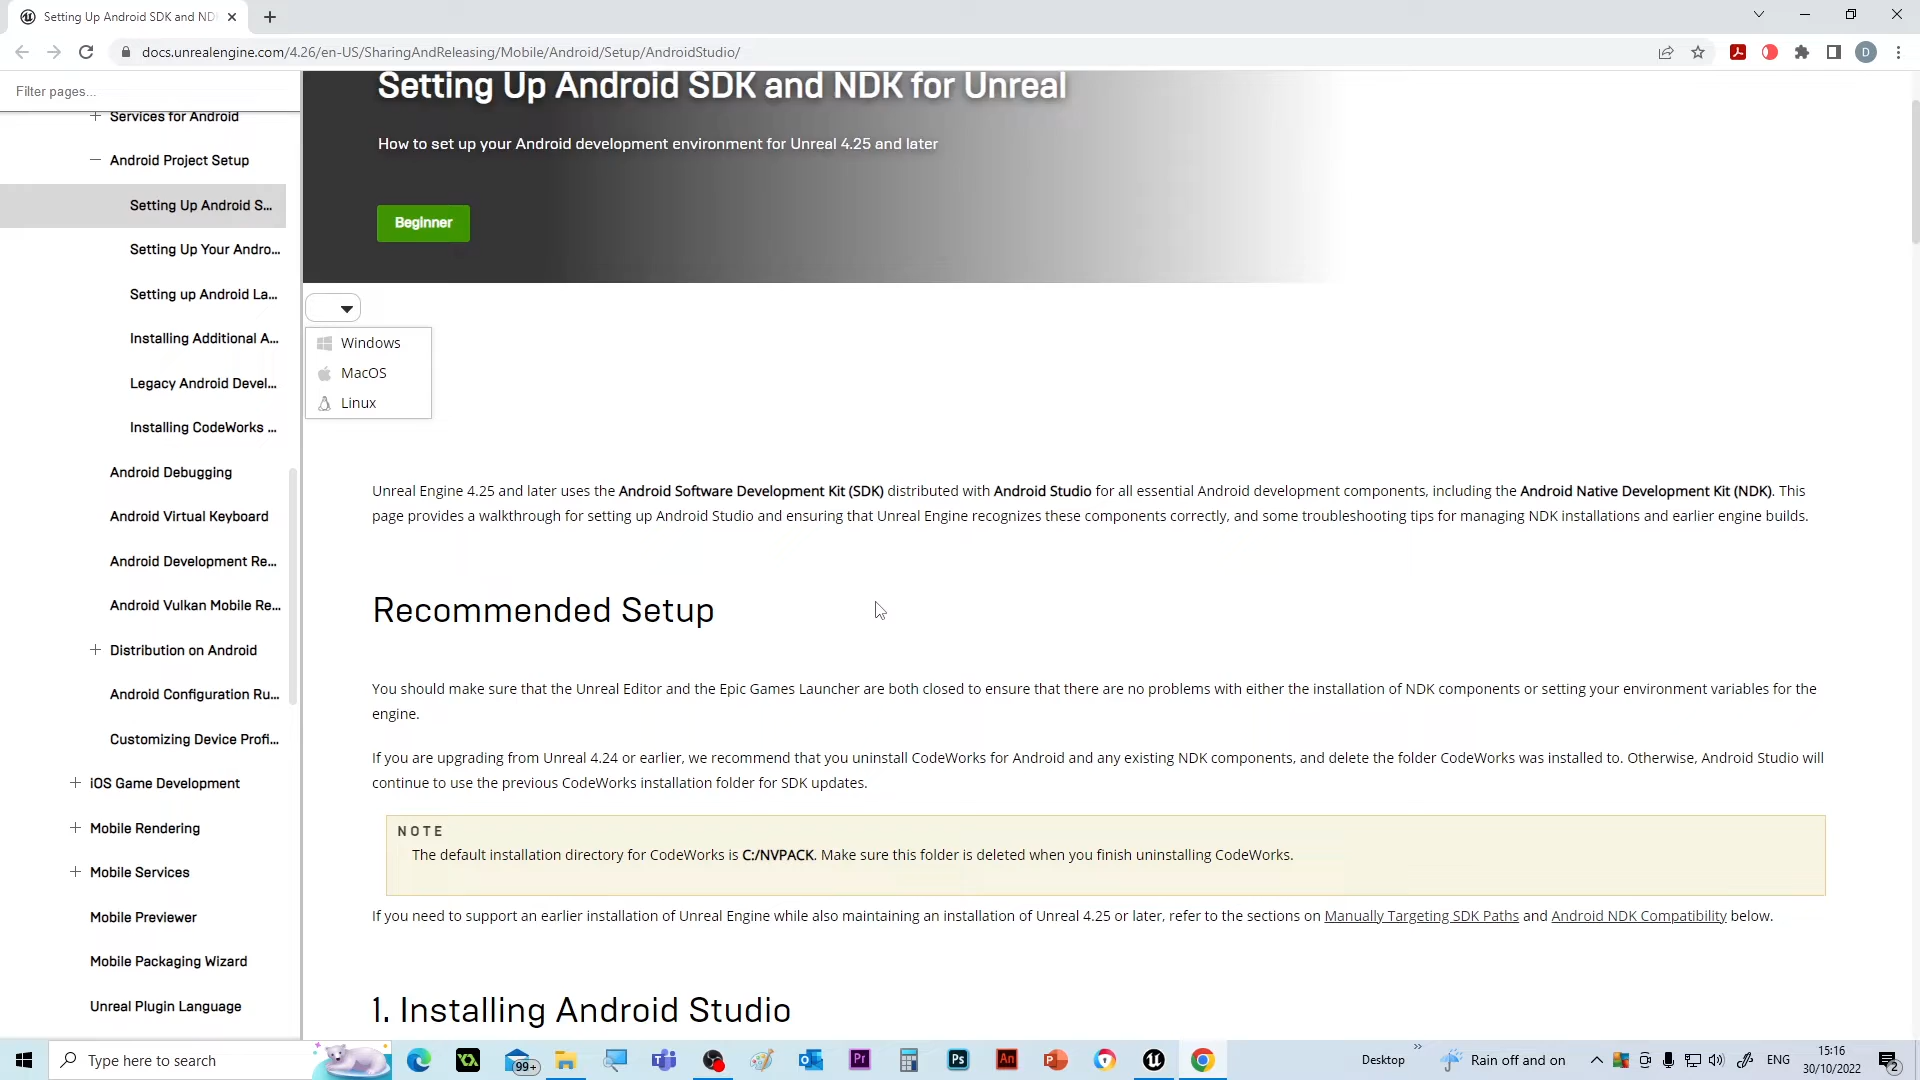 Setting Up Android SDK and ND
docs.unrealengine.com/4.26/en-US/SharingAndReleasing/Mobile/Android/Setup/AndroidStudio/
D
Filter pages...
Services for Android
Android Project Setup
Setting Up Android S...
Setting Up Your Andro...
Setting up Android La...
Installing Additional A...
Legacy Android Devel...
Installing CodeWorks ...
Android Debugging
Android Virtual Keyboard
Android Development Re...
Android Vulkan Mobile Re...
Distribution on Android
Android Configuration Ru...
Customizing Device Profi...
iOS Game Development
Mobile Rendering
Mobile Services
Mobile Previewer
Mobile Packaging Wizard
Unreal Plugin Language
Setting Up Android SDK and NDK for Unreal
How to set up your Android development environment for Unreal 4.25 and later
Beginner
Windows
MacOS
Linux
Unreal Engine 4.25 and later uses the Android Software Development Kit (SDK) distributed with Android Studio for all essential Android development components, including the Android Native Development Kit (NDK). This
page provides a walkthrough for setting up Android Studio and ensuring that Unreal Engine recognizes these components correctly, and some troubleshooting tips for managing NDK installations and earlier engine builds.
Recommended Setup
You should make sure that the Unreal Editor and the Epic Games Launcher are both closed to ensure that there are no problems with either the installation of NDK components or setting your environment variables for the
engine.
If you are upgrading from Unreal 4.24 or earlier, we recommend that you uninstall CodeWorks for Android and any existing NDK components, and delete the folder CodeWorks was installed to. Otherwise, Android Studio will
continue to use the previous CodeWorks installation folder for SDK updates.
NOTE
The default installation directory for CodeWorks is C:/NVPACK. Make sure this folder is deleted when you finish uninstalling CodeWorks.
If you need to support an earlier installation of Unreal Engine while also maintaining an installation of Unreal 4.25 or later, refer to the sections on Manually Targeting SDK Paths and Android NDK Compatibility below.
1. Installing Android Studio
Type here to search
99+
Pr
Ps
An
Desktop
Rain off and on
ENG
15:16
30/10/2022
2